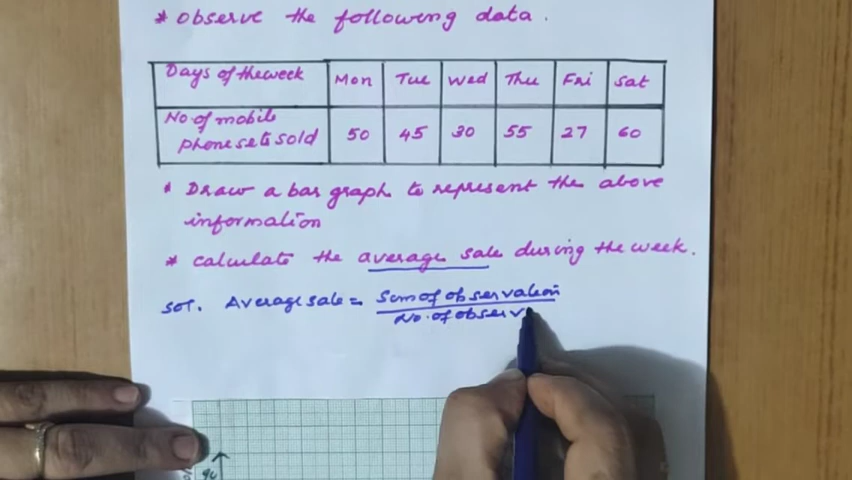 * Observe the following data.
Days of the week Mon Tue Wed Thu Fri Sat
No. of mobile
phone sets sold 50 45 30 55 27 60
* Draw a bar graph to represent the above
information
* calculate the average sale during the week.
Sol. Average sale = Sum of observation
No. of observ